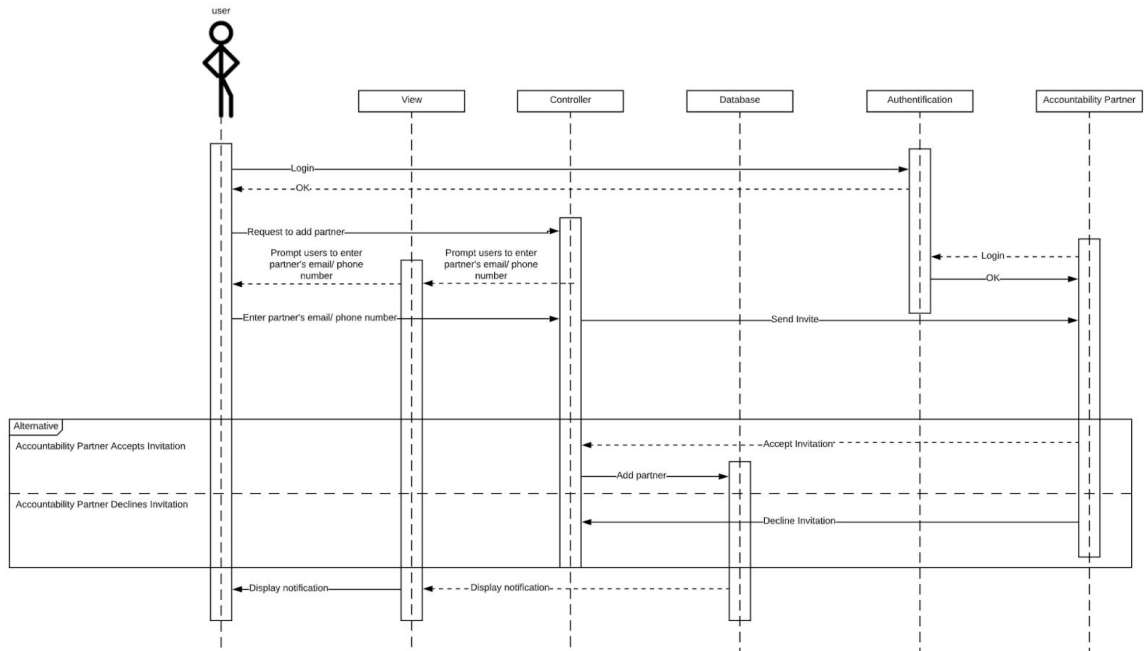 user
View
Controller
Database
Authentification
Accountability Partner
Login
OK
Request to add partner
Prompt users to enter
partner's email/ phone
number
Prompt users to enter
partner's email/ phone
number
Login
OK
Enter partner's email/ phone number
Send Invite
Alternative
Accountability Partner Accepts Invitation
Accept Invitation
Add partner
Accountability Partner Declines Invitation
Decline Invitation
Display notification
Display notification